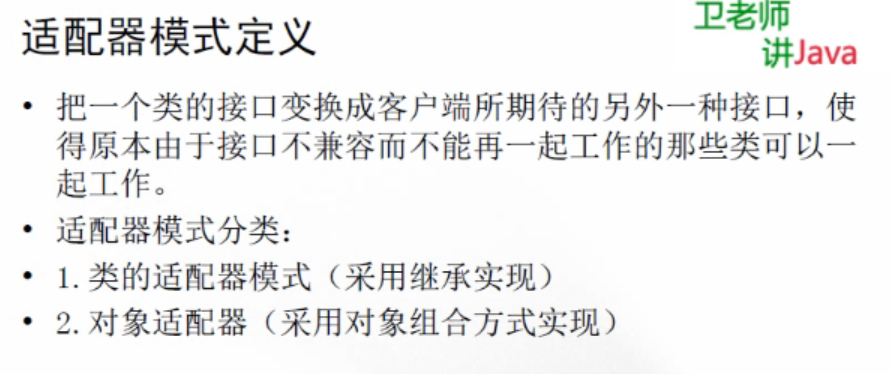 适配器模式定义
卫老师
讲Java
• 把一个类的接口变换成客户端所期待的另外一种接口，使
得原本由于接口不兼容而不能再一起工作的那些类可以一
起工作。
• 适配器模式分类：
• 1.类的适配器模式（采用继承实现）
• 2.对象适配器（采用对象组合方式实现）